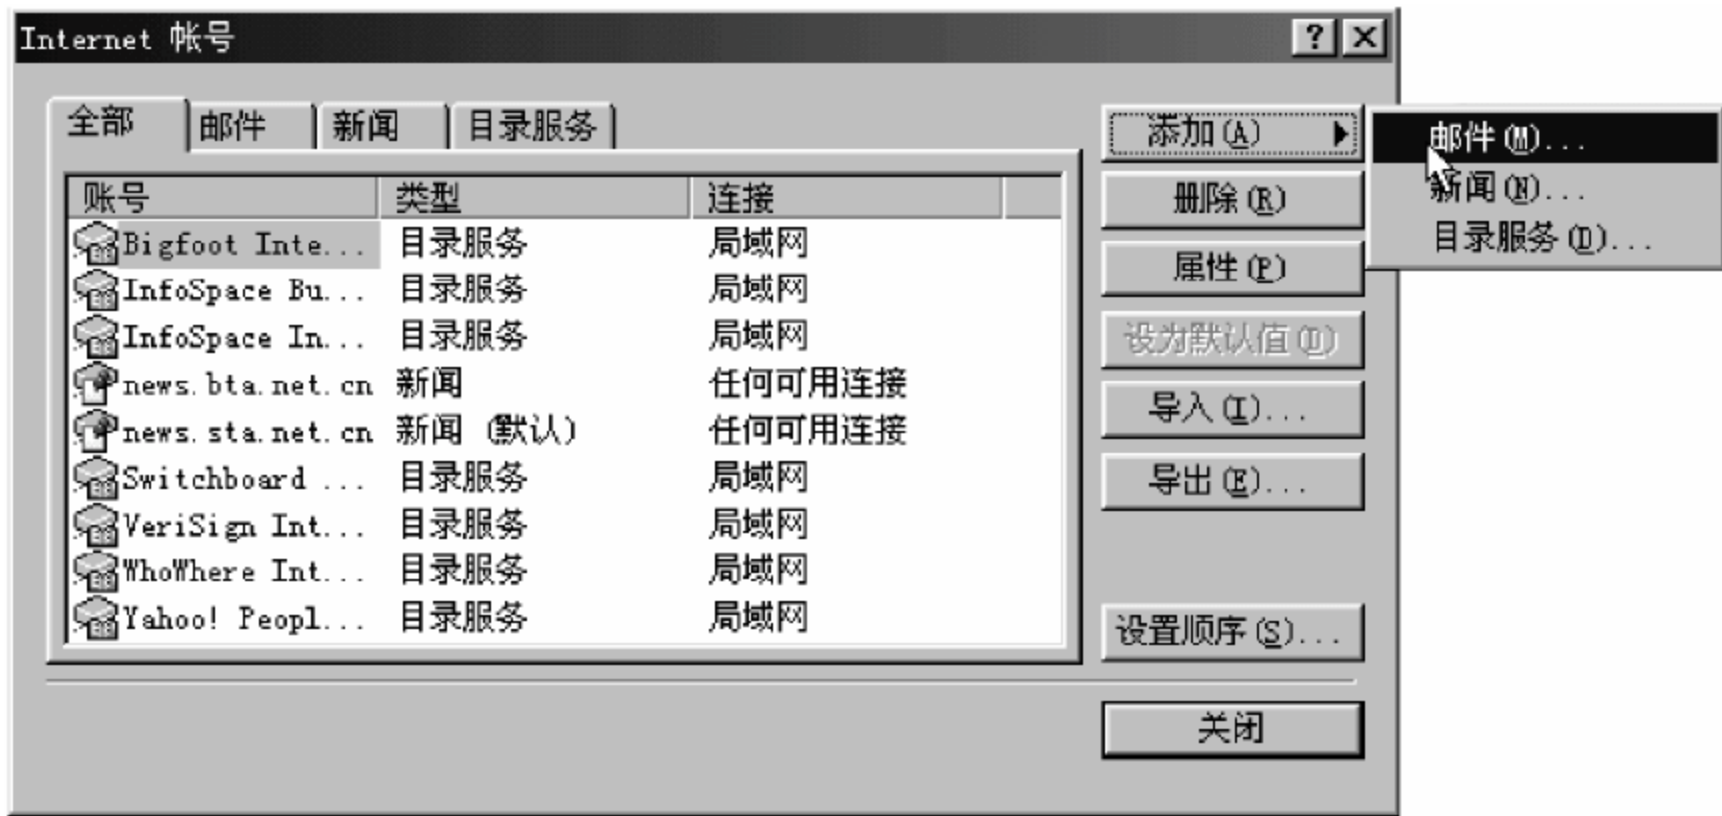 Internet 帐号
全部 邮件 新闻 目录服务
账号 类型 连接
Bigfoot Inte... 目录服务 局域网
InfoSpace Bu... 目录服务 局域网
InfoSpace In... 目录服务 局域网
news.bta.net.cn 新闻 任何可用连接
news.sta.net.cn 新闻 (默认) 任何可用连接
Switchboard ... 目录服务 局域网
VeriSign Int... 目录服务 局域网
WhoWhere Int... 目录服务 局域网
Yahoo! Peopl... 目录服务 局域网
添加(A)
删除(R)
属性(P)
设为默认值(D)
导入(I)...
导出(E)...
设置顺序(S)...
关闭
邮件(M)...
新闻(N)...
目录服务(D)...